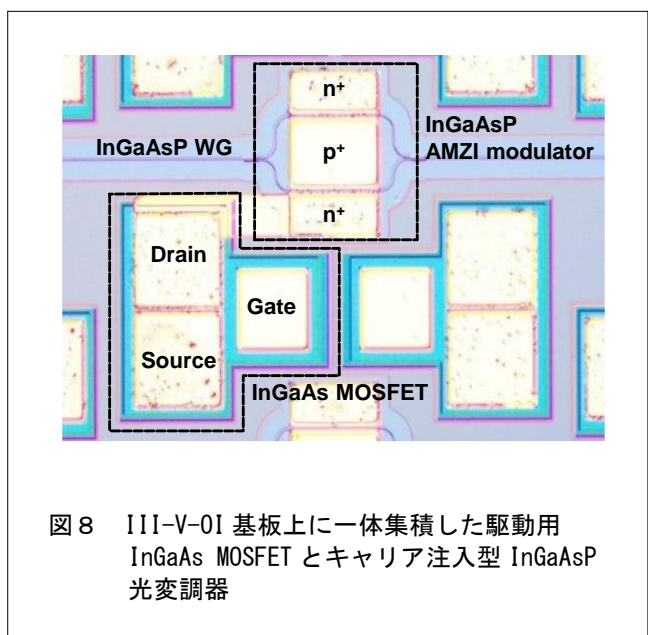 n+
InGaAsP WG
InGaAsP
AMZI modulator
p+
n+
Drain
Gate
Source
InGaAs MOSFET
図8 III-V-OI 基板上に一体集積した駆動用
InGaAs MOSFET とキャリア注入型 InGaAsP
光変調器